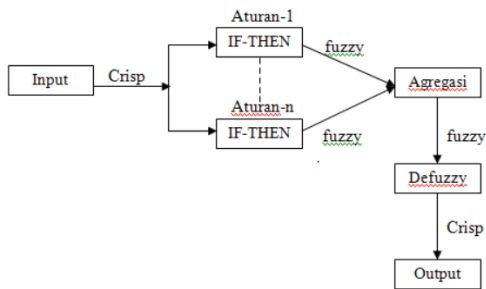 Aturan-1
IF-THEN
fuzzy
Input
Crisp
Agregasi
Aturan-n
IF-THEN
fuzzy
fuzzy
Defuzzy
Crisp
Output